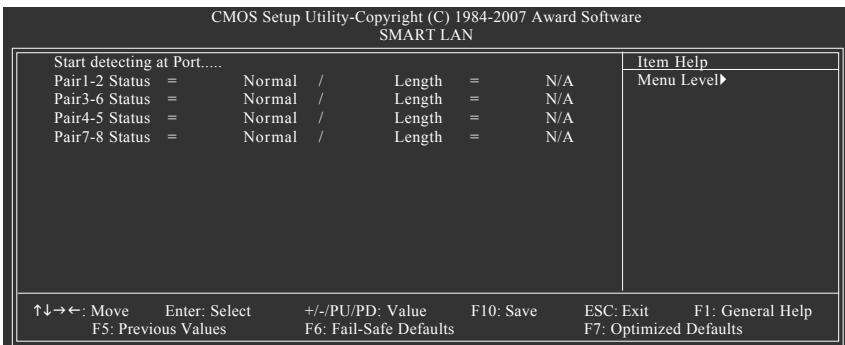 CMOS Setup Utility-Copyright (C) 1984-2007 Award Software
SMART LAN
Start detecting at Port.....
Pair1-2 Status = Normal / Length = N/A
Pair3-6 Status = Normal / Length = N/A
Pair4-5 Status = Normal / Length = N/A
Pair7-8 Status = Normal / Length = N/A
Item Help
Menu Level▶
↑↓→←: Move Enter: Select +/-/PU/PD: Value F10: Save ESC: Exit F1: General Help
F5: Previous Values F6: Fail-Safe Defaults F7: Optimized Defaults